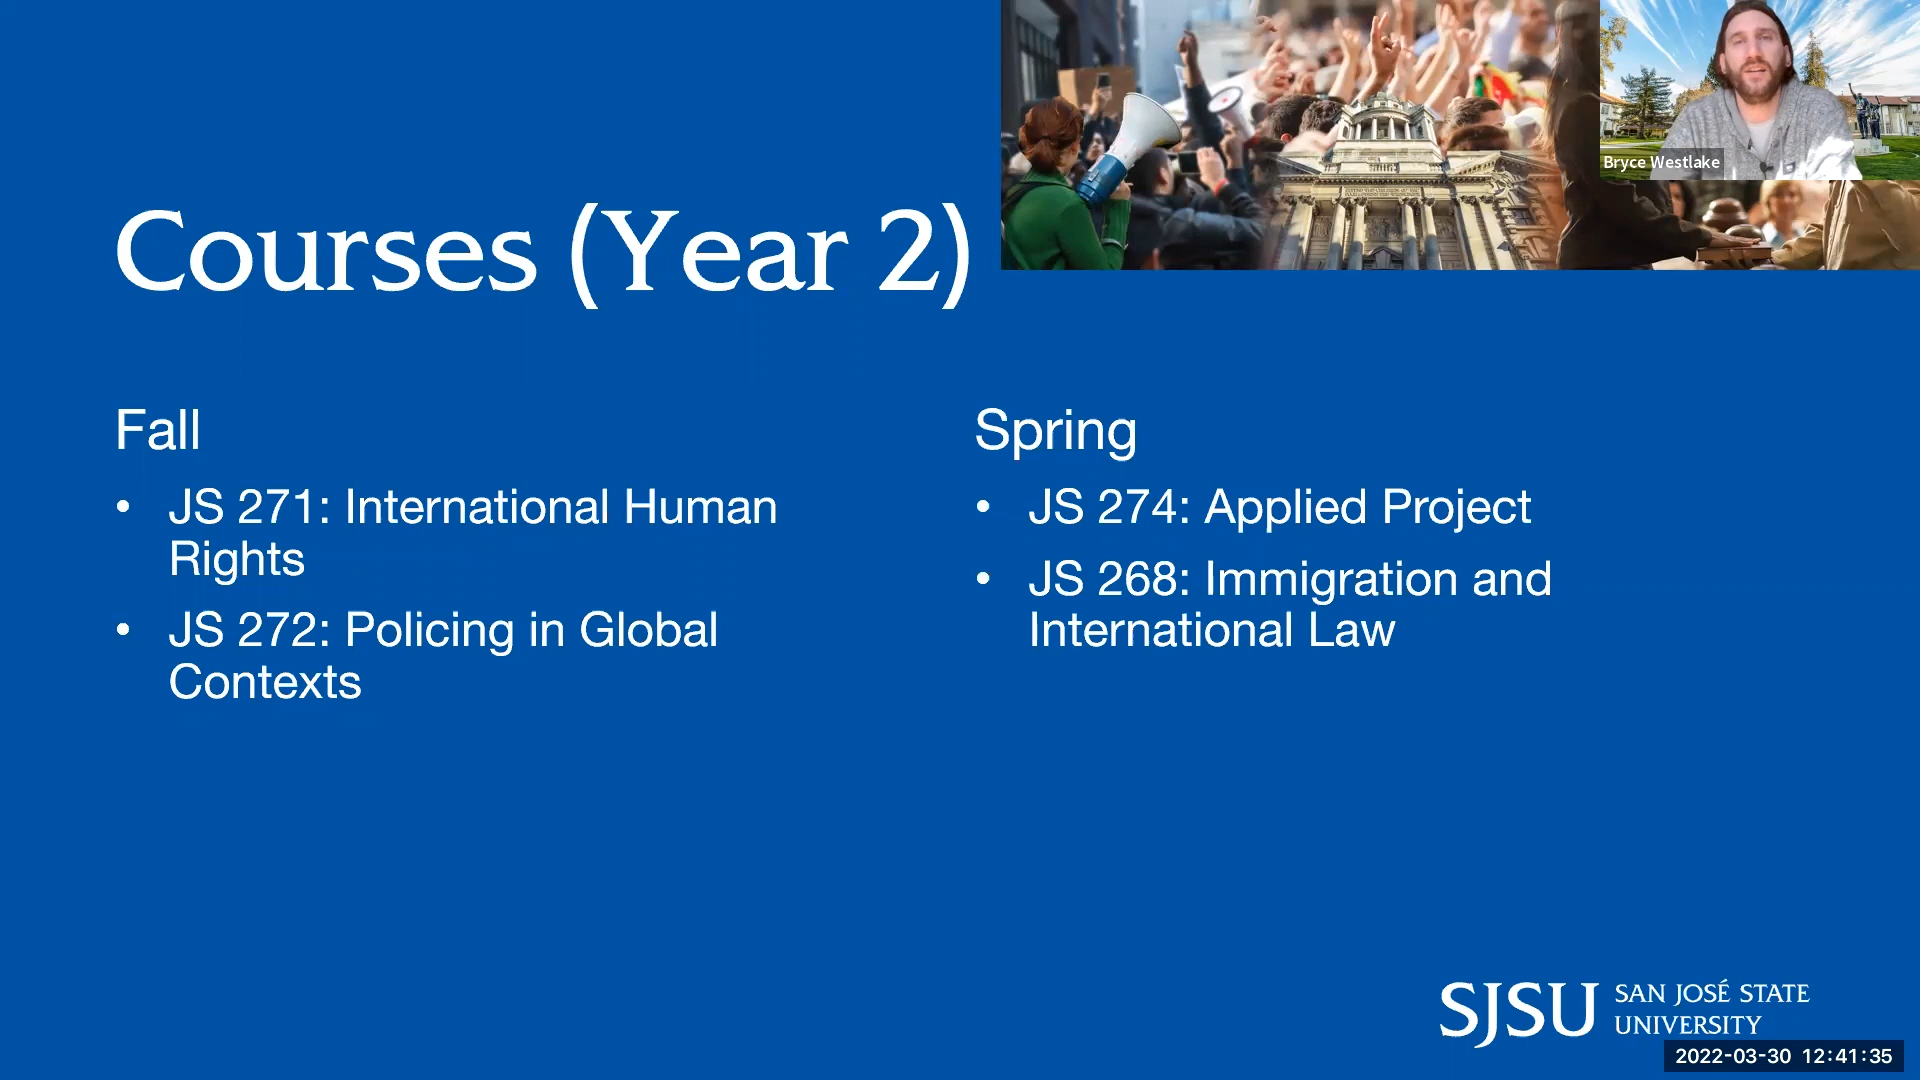 Bryce Westlake
Courses (Year 2)
Fall
• JS 271: International Human
Rights
• JS 272: Policing in Global
Contexts
Spring
• JS 274: Applied Project
• JS 268: Immigration and
International Law
SJSU SAN JOSÉ STATE
UNIVERSITY
2022-03-30 12:41:35